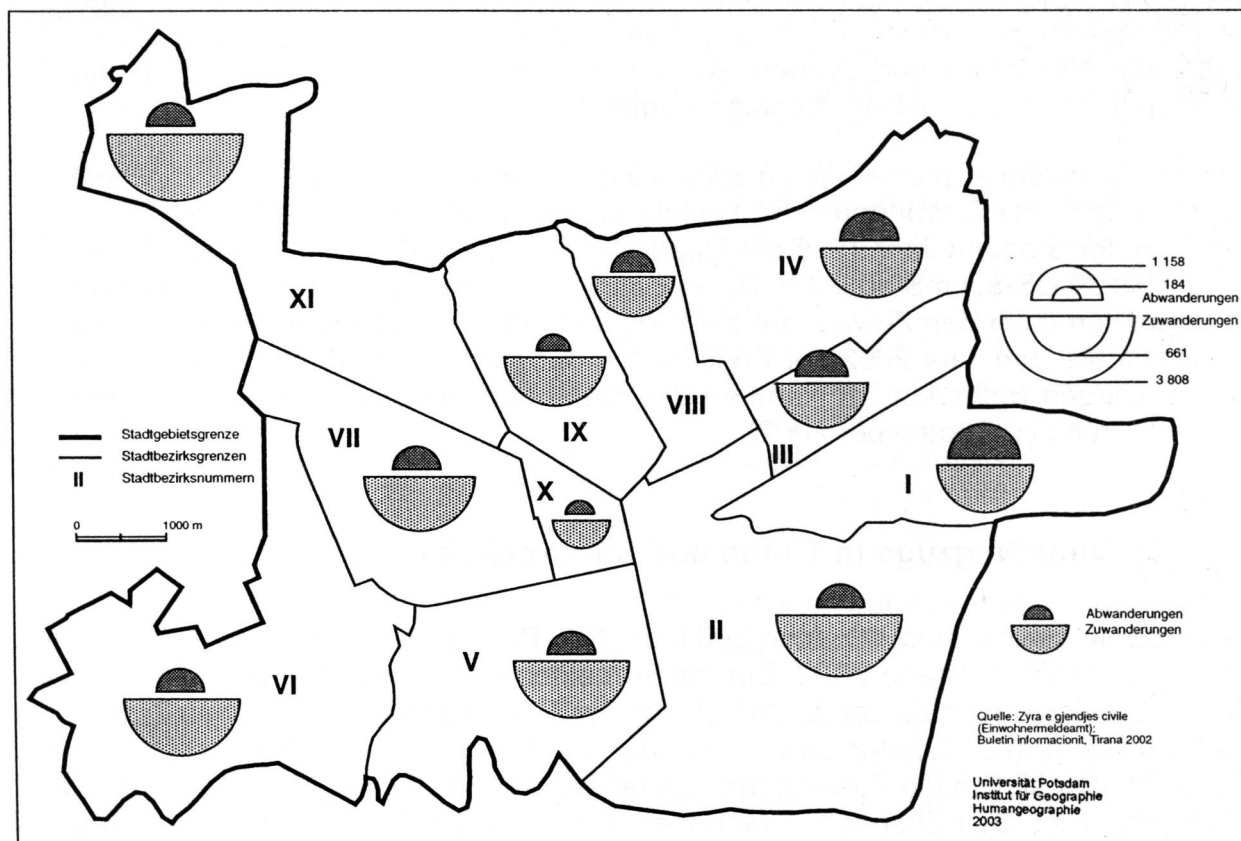 XI
IV
1 158
184
Abwanderungen
Zuwanderungen
661
3 808
VIII
IX
VII
III
X
I
Stadtgebietsgrenze
Stadtbezirksgrenzen
II Stadtbezirksnummern
0 1000 m
II
V
VI
Abwanderungen
Zuwanderungen
Quelle: Zyra e gjendjes civile
(Einwohnermeldeamt);
Buletin informacionit, Tirana 2002
Universität Potsdam
Institut für Geographie
Humangeographie
2003